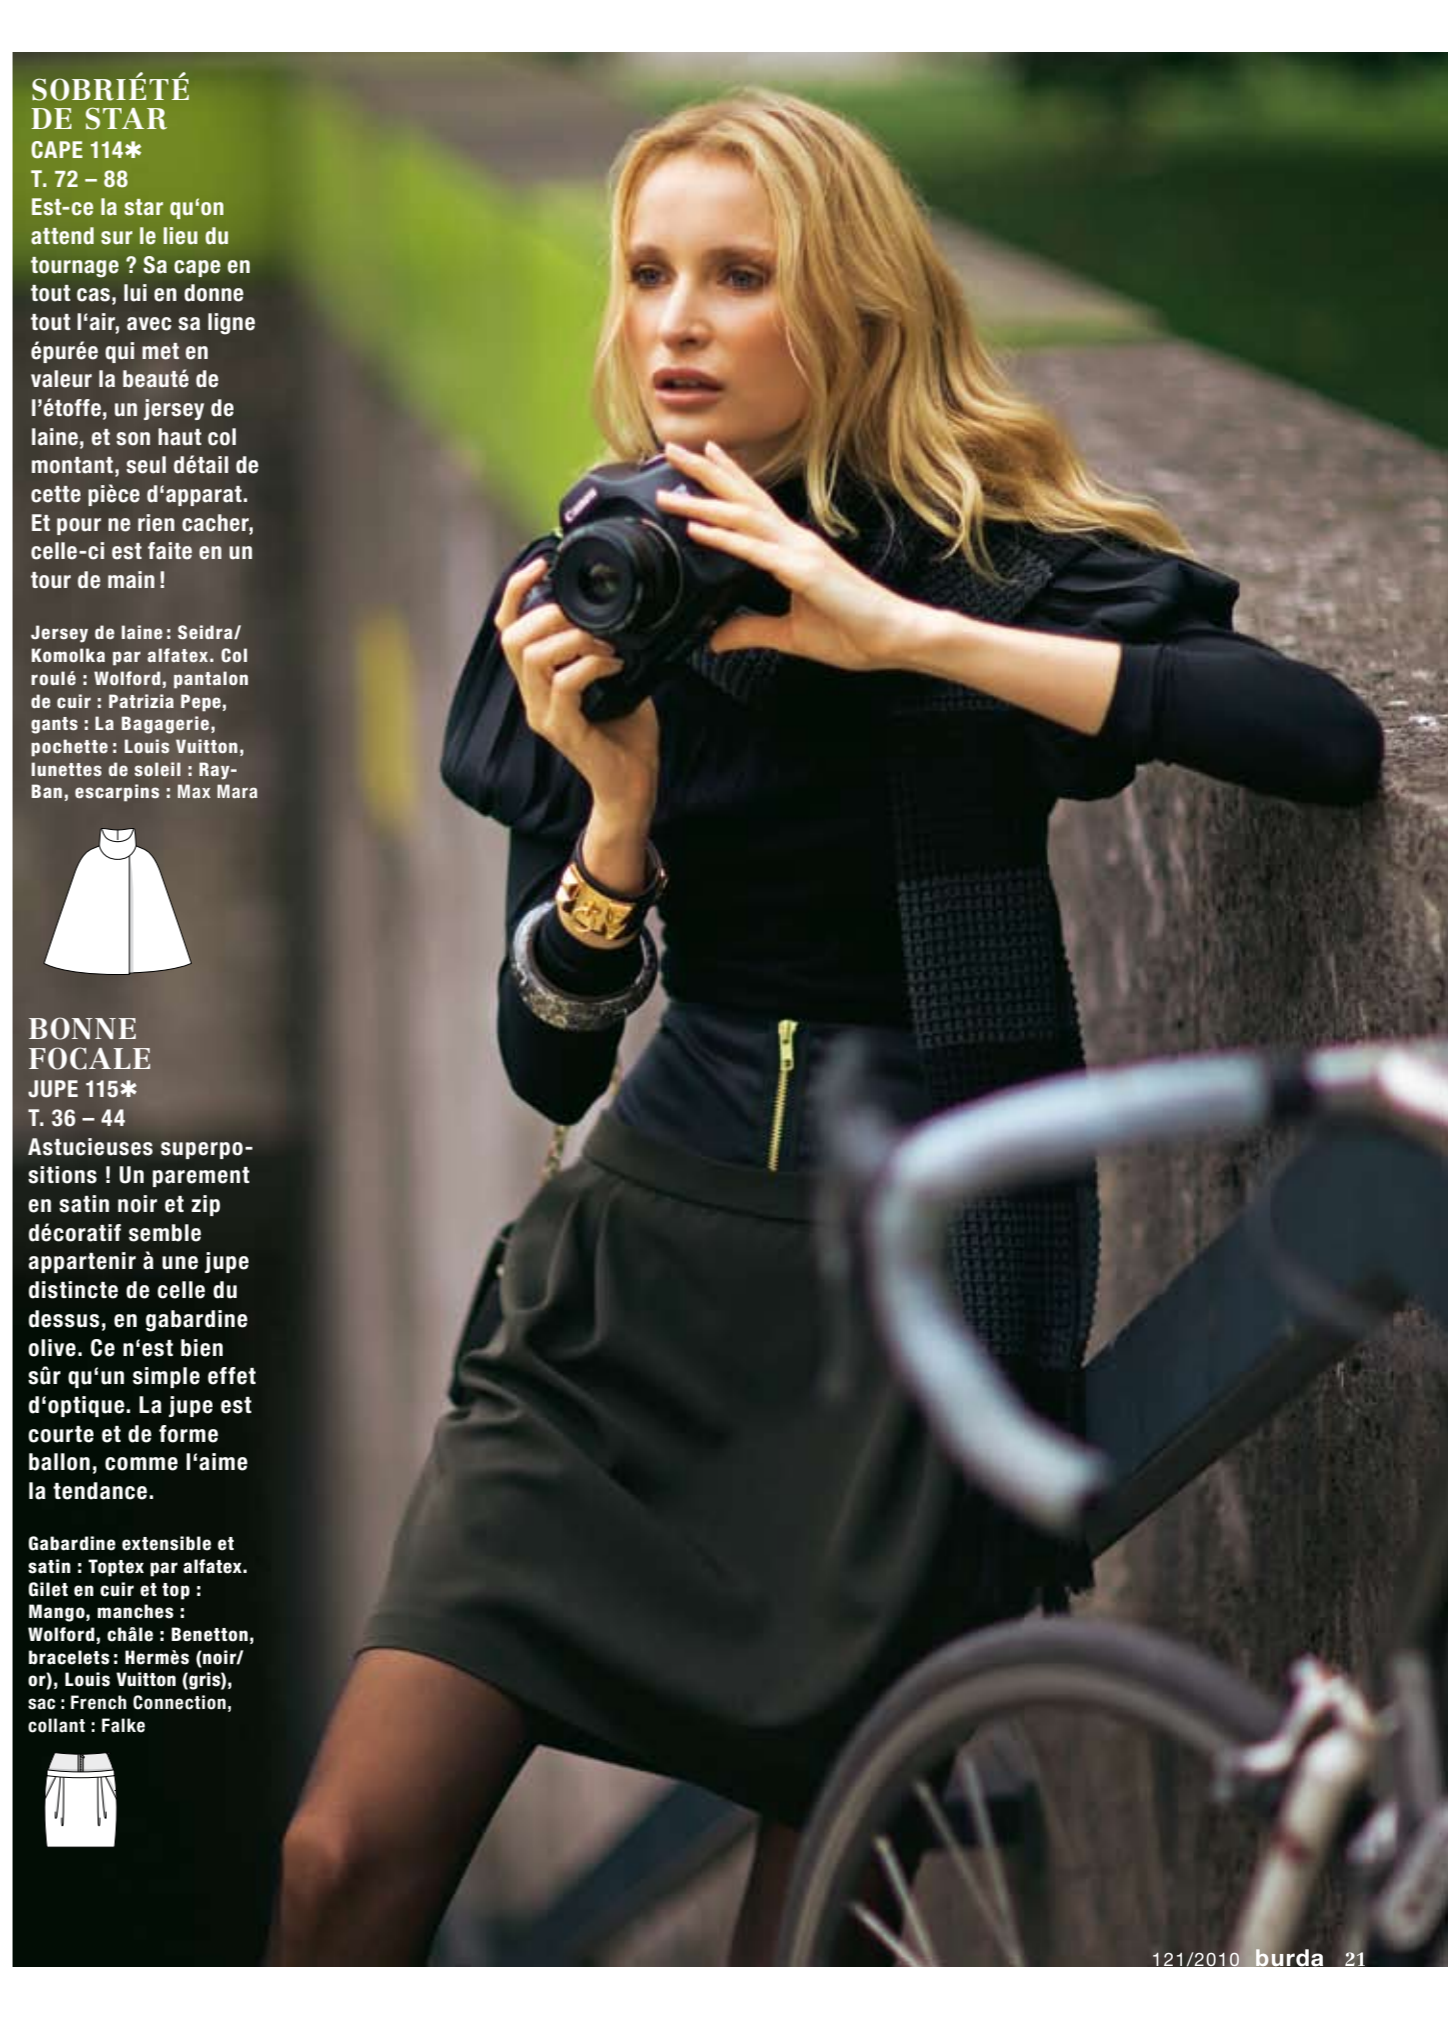 SOBRIÉTÉ
DE STAR
CAPE 114✱
T. 72 – 88
Est-ce la star qu‘on
attend sur le lieu du
tournage ? Sa cape en
tout cas, lui en donne
tout l‘air, avec sa ligne
épurée qui met en
valeur la beauté de
l’étoffe, un jersey de
laine, et son haut col
montant, seul détail de
cette pièce d‘apparat.
Et pour ne rien cacher,
celle-ci est faite en un
tour de main !
Jersey de laine : Seidra/
Komolka par alfatex. Col
roulé : Wolford, pantalon
de cuir : Patrizia Pepe,
gants : La Bagagerie,
pochette : Louis Vuitton,
lunettes de soleil : Ray-
Ban, escarpins : Max Mara
BONNE
FOCALE
JUPE 115✱
T. 36 – 44
Astucieuses superpo-
sitions ! Un parement
en satin noir et zip
décoratif semble
appartenir à une jupe
distincte de celle du
dessus, en gabardine
olive. Ce n‘est bien
sûr qu‘un simple effet
d‘optique. La jupe est
courte et de forme
ballon, comme l‘aime
la tendance.
Gabardine extensible et
satin : Toptex par alfatex.
Gilet en cuir et top :
Mango, manches :
Wolford, châle : Benetton,
bracelets : Hermès (noir/
or), Louis Vuitton (gris),
sac : French Connection,
collant : Falke
Canon
121/2010 burda 21